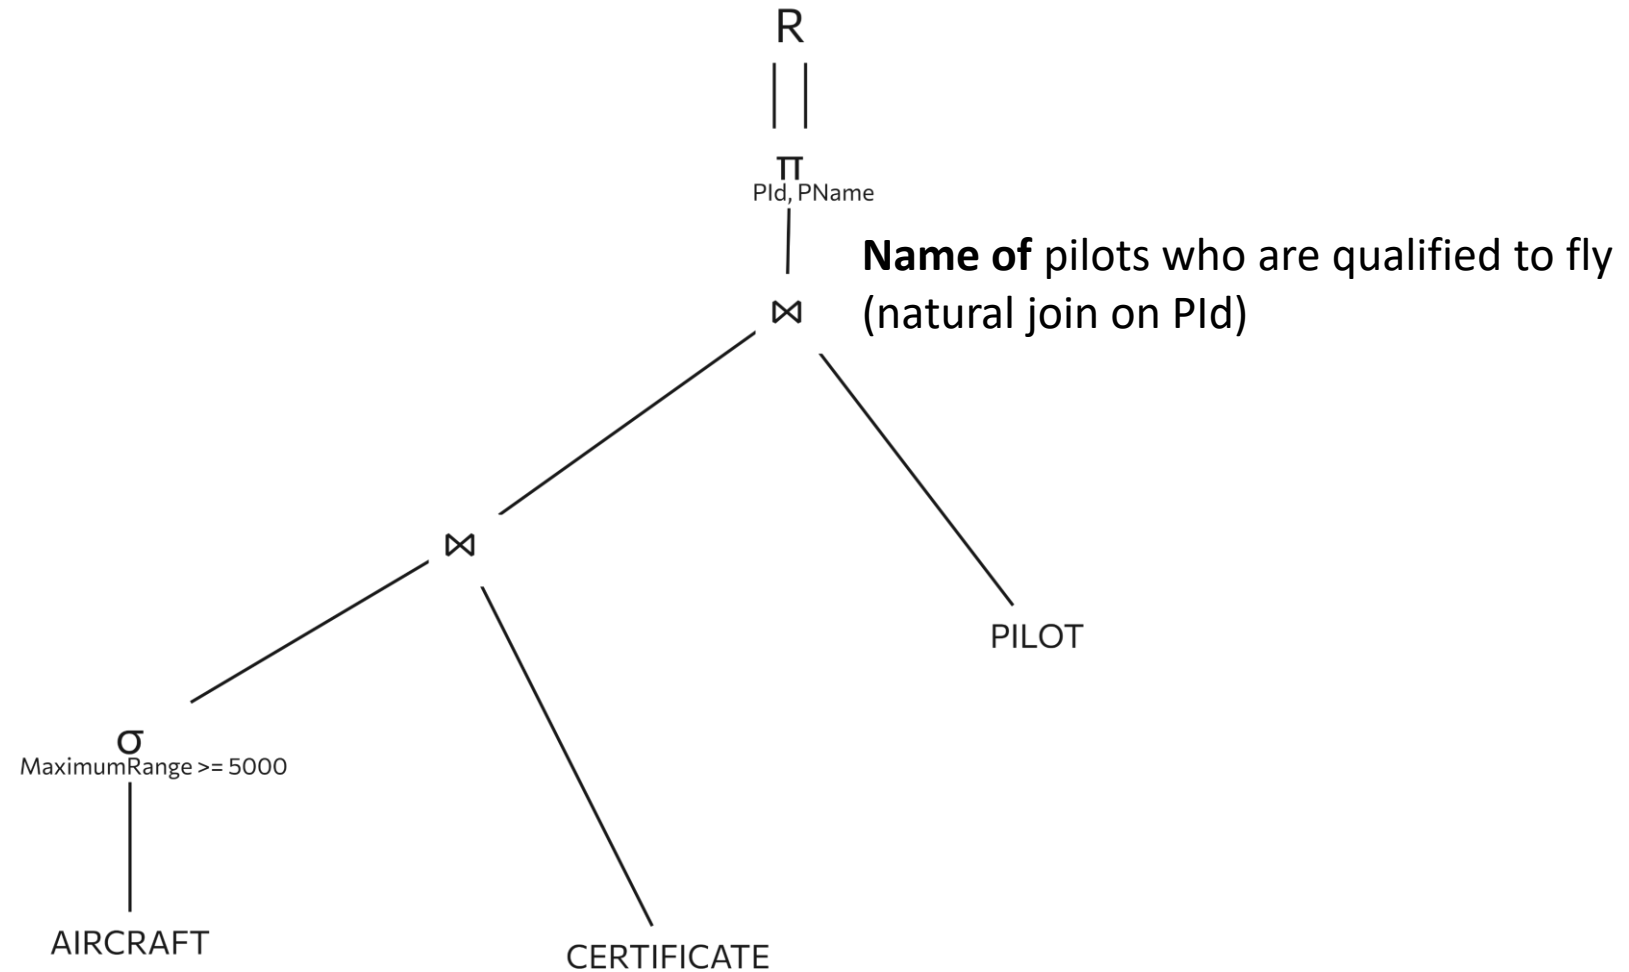 R
π
PId, PName
Name of pilots who are qualified to fly
(natural join on PId)
⋈
⋈
PILOT
σ
MaximumRange >= 5000
AIRCRAFT
CERTIFICATE